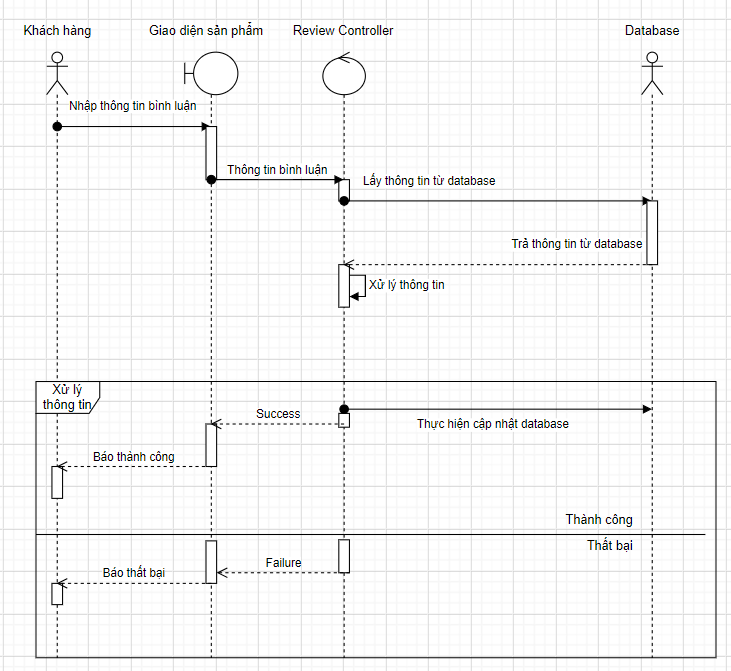 Khách hàng
Giao diện sản phẩm
Review Controller
Database
Nhập thông tin bình luận
Thông tin bình luận
Lấy thông tin từ database
Trả thông tin từ database
Xử lý thông tin
Xử lý
thông tin
Success
Thực hiện cập nhật database
Báo thành công
Thành công
Thất bại
Failure
Báo thất bại